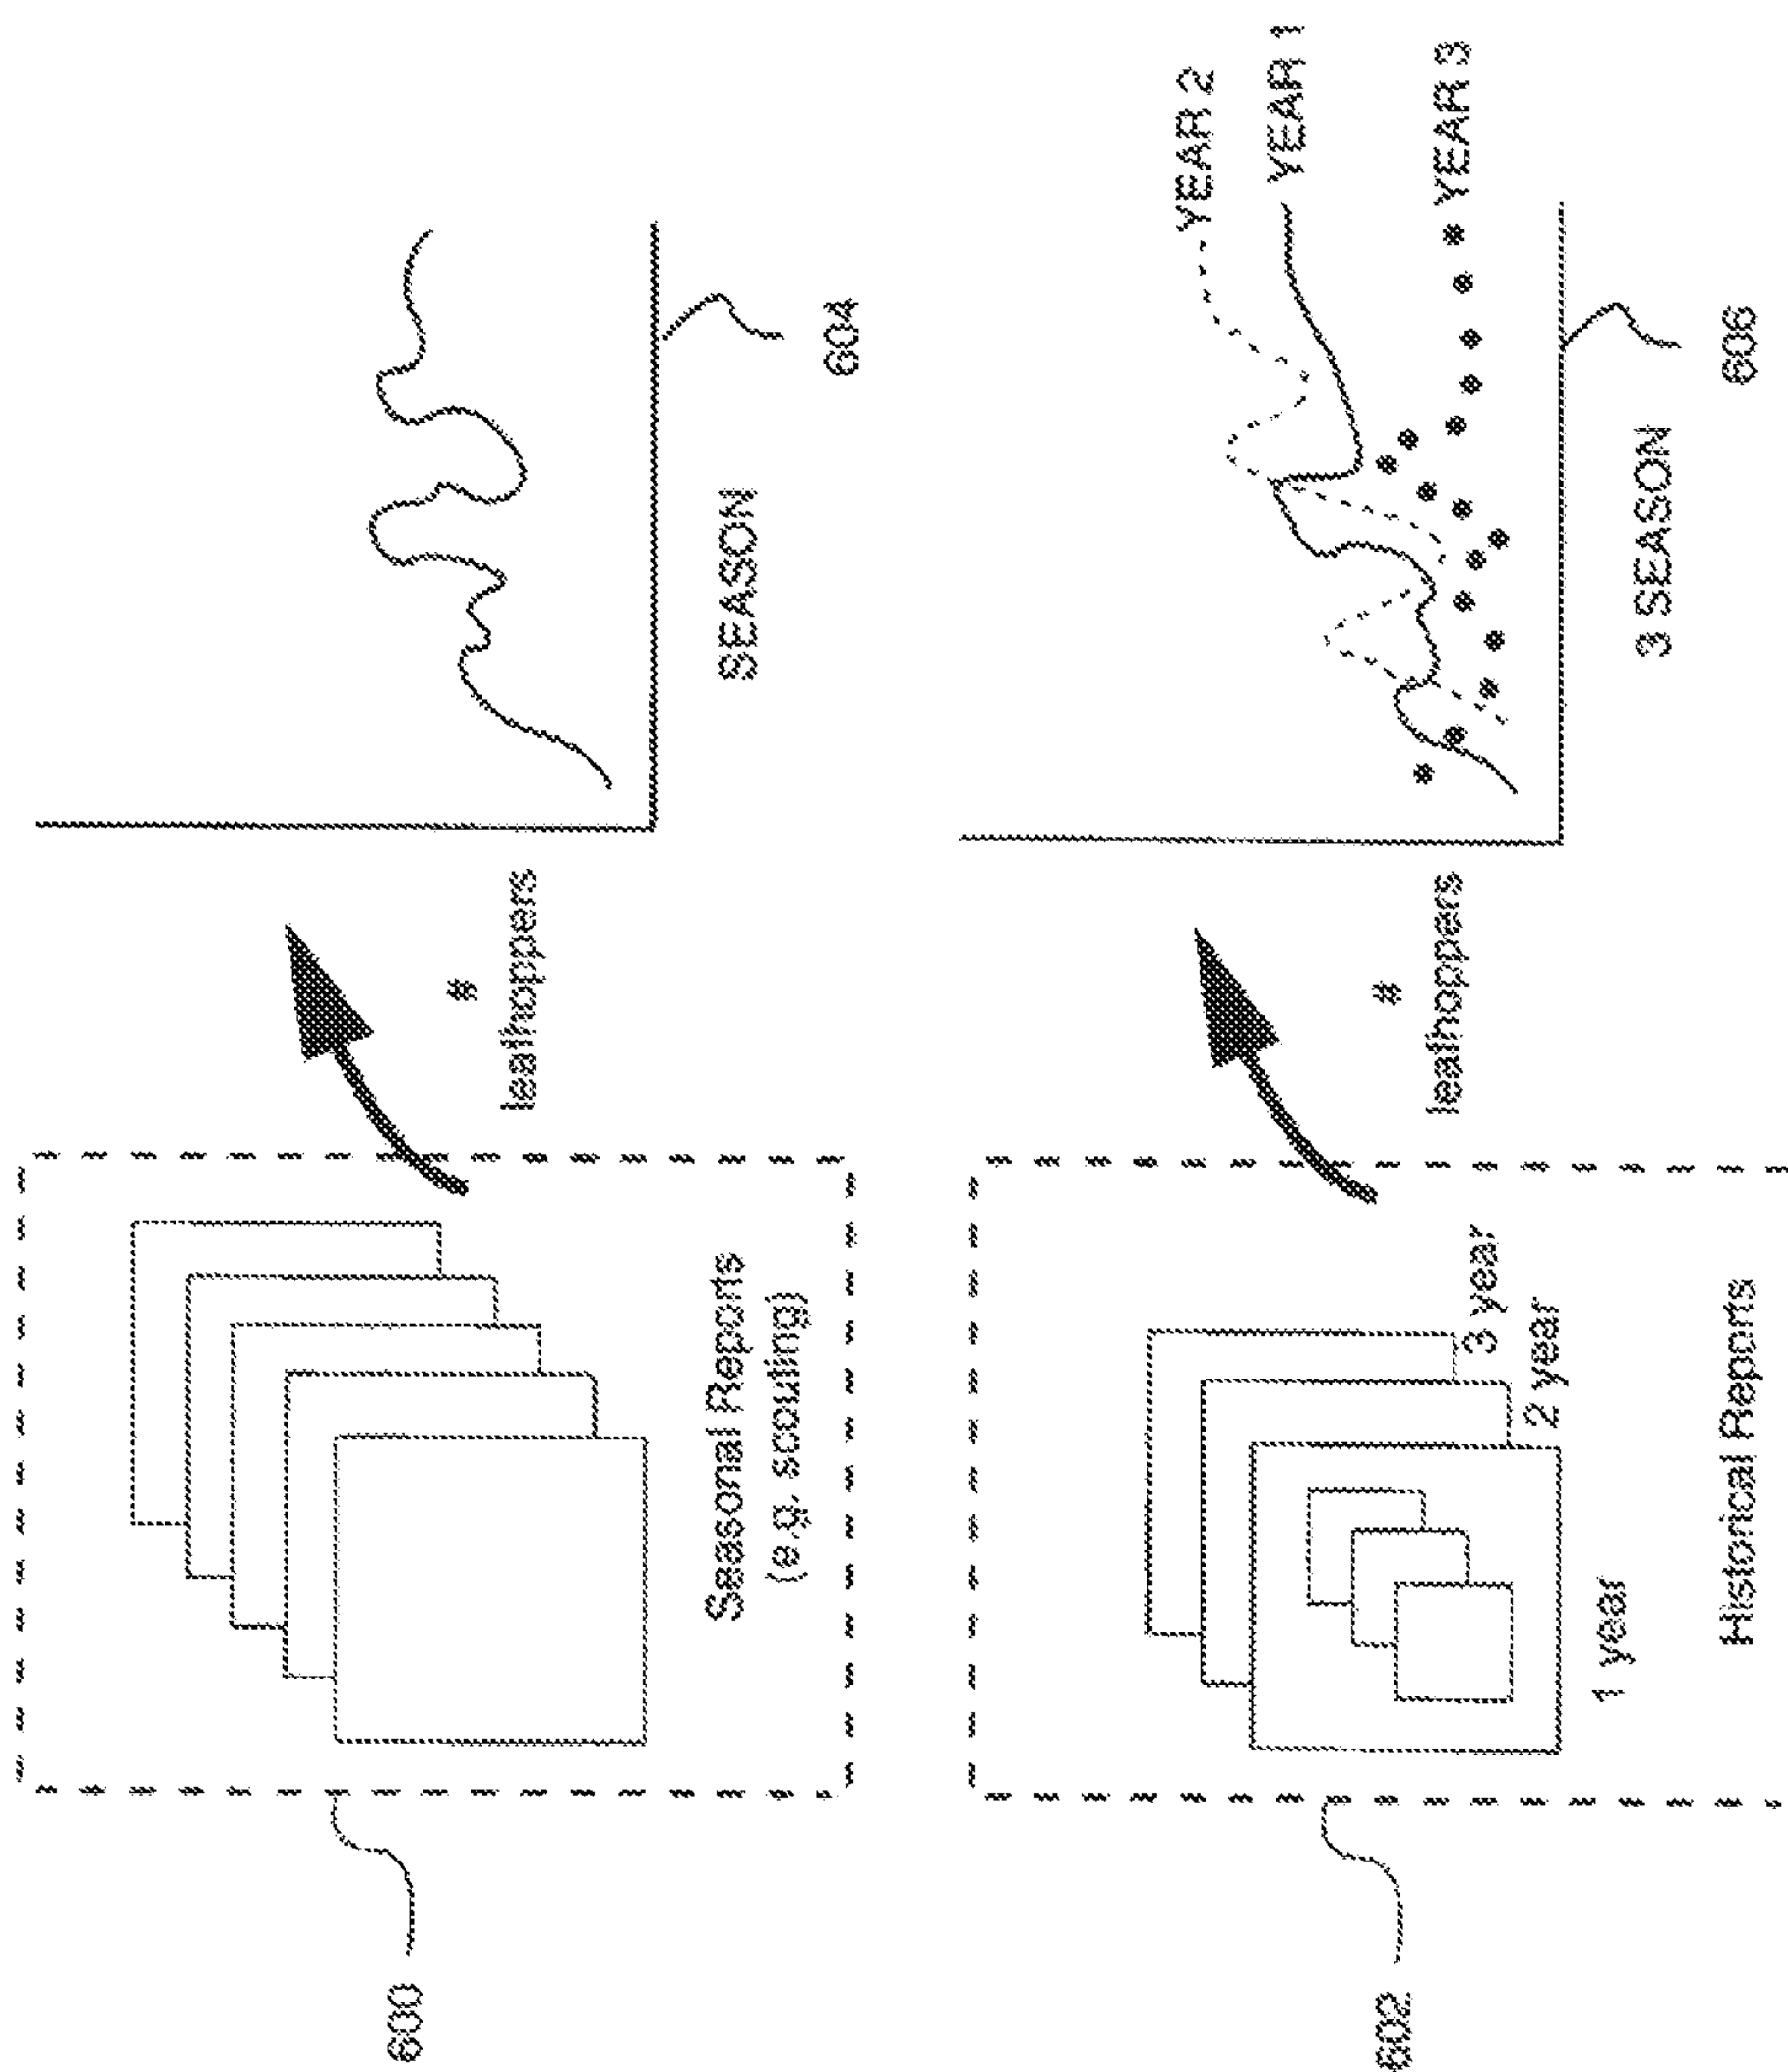 600
Seasonal Reports
(e.g. scouting)
#
leafhoppers
SEASON
604
602
3 year
2 year
1 year
Historical Reports
#
leafhoppers
YEAR 2
YEAR 1
YEAR 3
3 SEASON
606